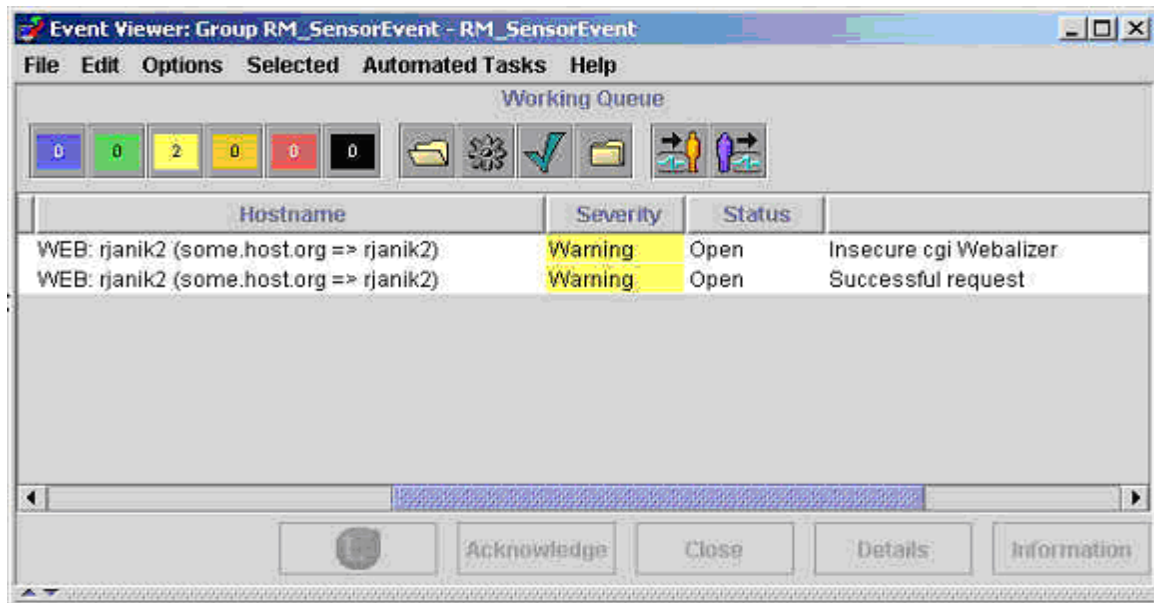 Event Viewer: Group RM_SensorEvent - RM_SensorEvent
File Edit Options Selected Automated Tasks Help
Working Queue
0 0 2 0 0 0
Hostname Severity Status
WEB: rjanik2 (some.host.org => rjanik2) Warning Open Insecure cgi Webalizer
WEB: rjanik2 (some.host.org => rjanik2) Warning Open Successful request
Acknowledge Close Details Information